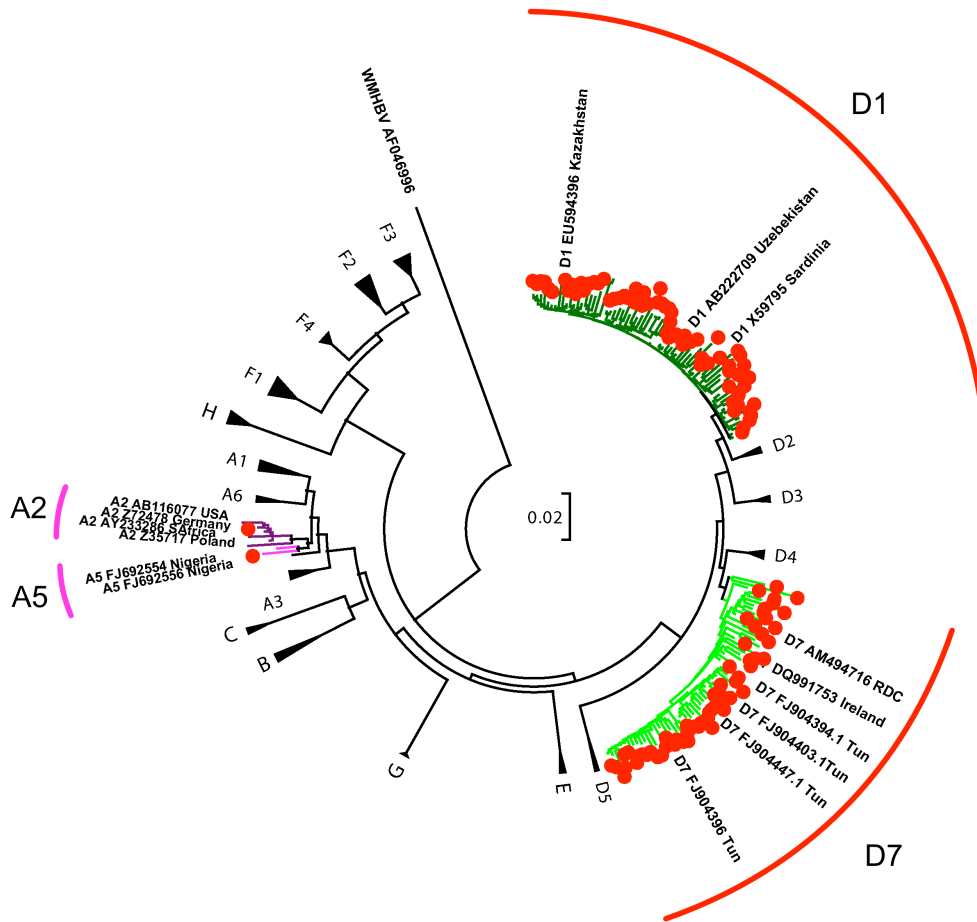 D1
WMHBV AF046996
D1 EU594396 Kazakhstan
D1 AB222709 Uzebekistan
D1 X59795 Sardinia
F3
F2
F4
F1
H
A1
A6
A2
A2 AB116077 USA
A2 Z72478 Germany
A2 AY233286 SAfrica
A2 Z35717 Poland
A5
A5 FJ692554 Nigeria
A5 FJ692556 Nigeria
A3
C
B
G
E
D5
0.02
D2
D3
D4
D7 AM494716 RDC
DQ991753 Ireland
D7 FJ904394.1 Tun
D7 FJ904403.1Tun
D7 FJ904447.1 Tun
D7 FJ904396 Tun
D7